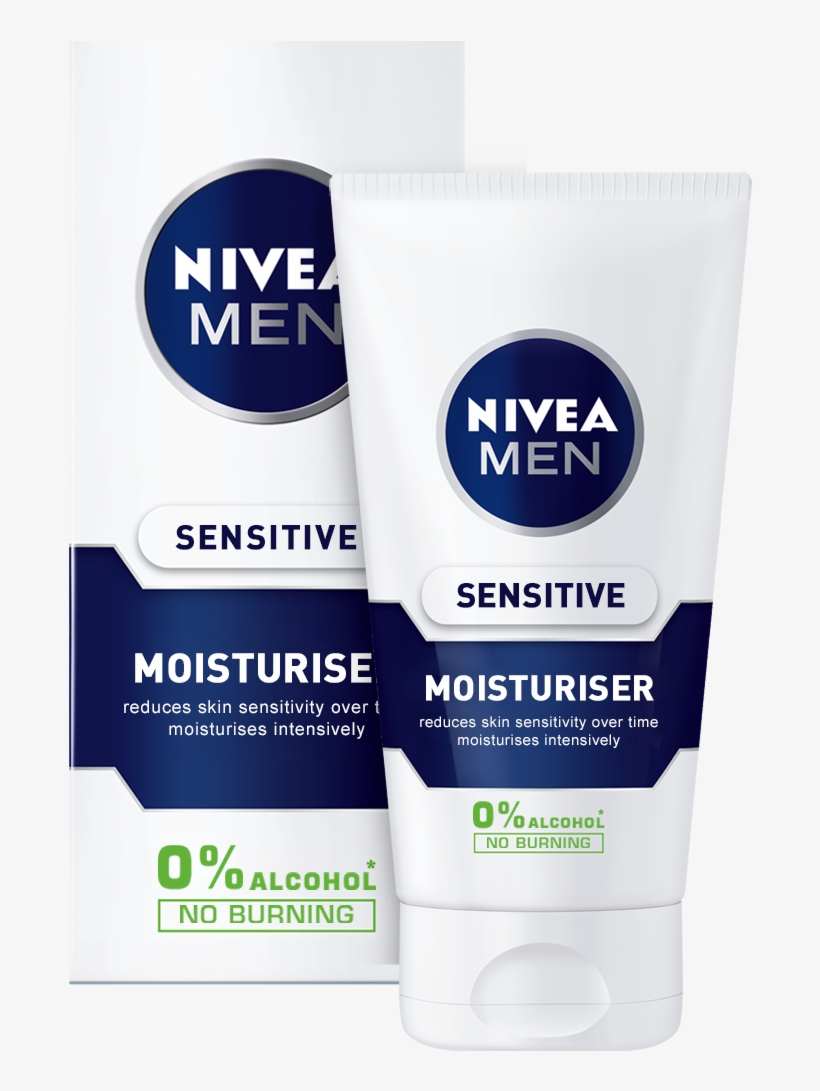 NIVEA
MEN
SENSITIVE
MOISTURISE
reduces skin sensitivity over t
moisturises intensively
0% ALCOHOL*
NO BURNING
NIVEA
MEN
SENSITIVE
MOISTURISER
reduces skin sensitivity over time
moisturises intensively
0% ALCOHOL*
NO BURNING